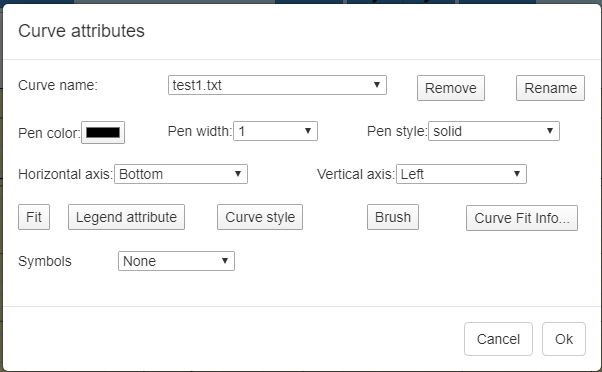 Curve attributes
Curve name: test1.txt Remove Rename
Pen color: Pen width: 1 Pen style: solid
Horizontal axis: Bottom Vertical axis: Left
Fit Legend attribute Curve style Brush Curve Fit Info...
Symbols None
Cancel Ok